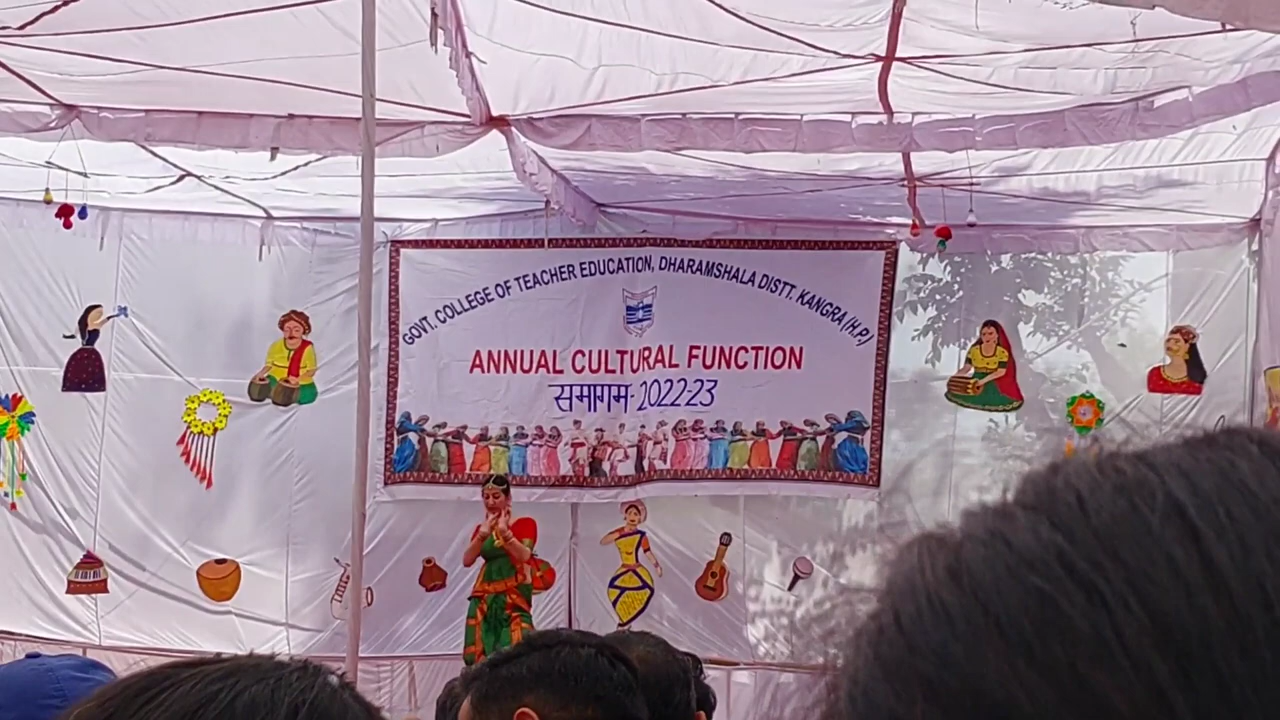 GOVT. COLLEGE OF TEACHER EDUCATION, DHARAMSHALA DISTT. KANGRA (H.P.)
ANNUAL CULTURAL FUNCTION
समागम-2022-23